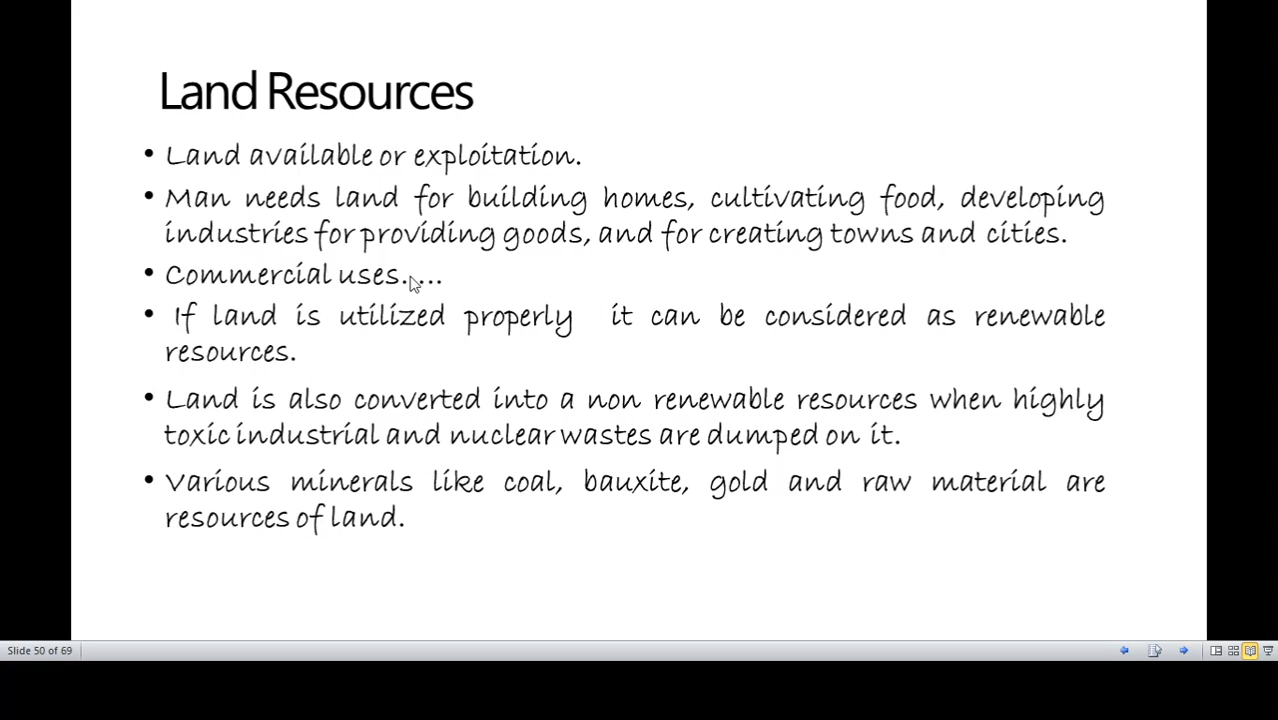 Land Resources
• Land available or exploitation.
• Man needs land for building homes, cultivating food, developing
industries for providing goods, and for creating towns and cities.
• Commercial uses.....
• If land is utilized properly it can be considered as renewable
resources.
• Land is also converted into a non renewable resources when highly
toxic industrial and nuclear wastes are dumped on it.
• Various minerals like coal, bauxite, gold and raw material are
resources of land.
Slide 50 of 69